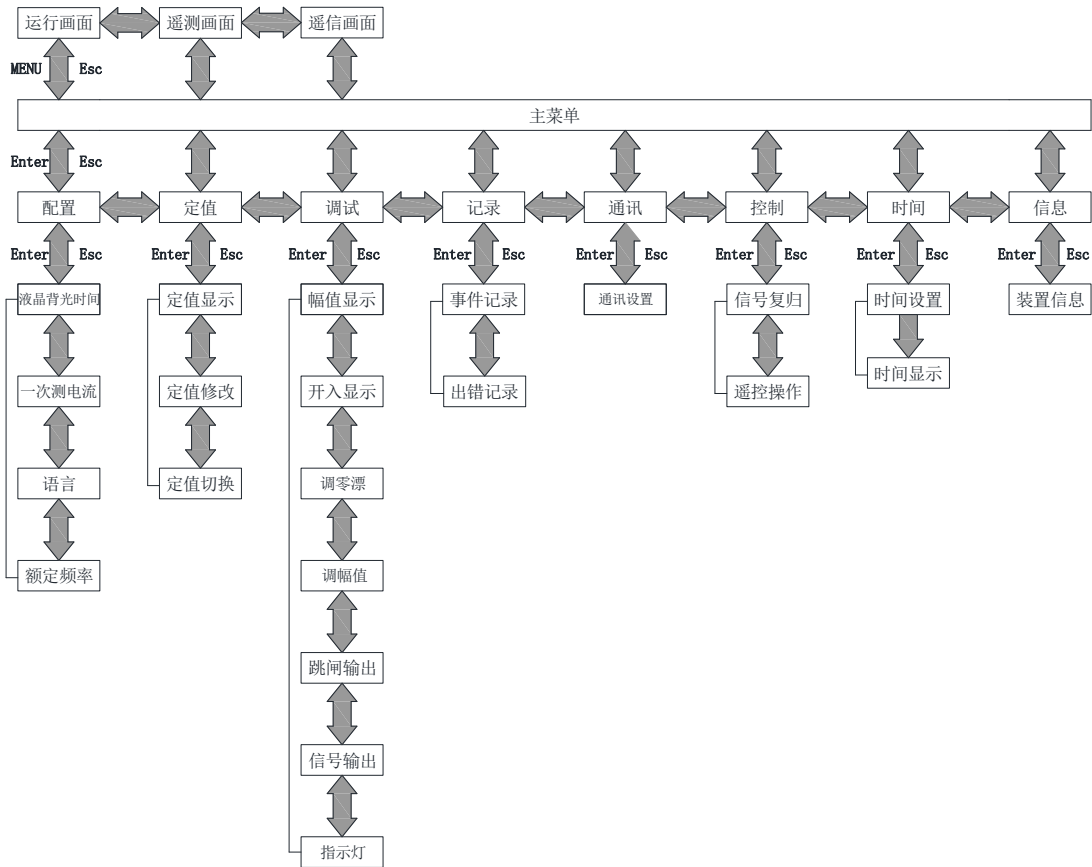 运行画面 遥测画面 遥信画面
MENU Esc
主菜单
Enter Esc
配置 定值 调试 记录 通讯 控制 时间 信息
Enter Esc Enter Esc Enter Esc Enter Esc Enter Esc Enter Esc Enter Esc Enter Esc
液晶背光时间 定值显示 幅值显示 事件记录 通讯设置 信号复归 时间设置 装置信息
时间显示
一次测电流 定值修改 开入显示 出错记录 遥控操作
语言 定值切换 调零漂
额定频率 调幅值
跳闸输出
信号输出
指示灯